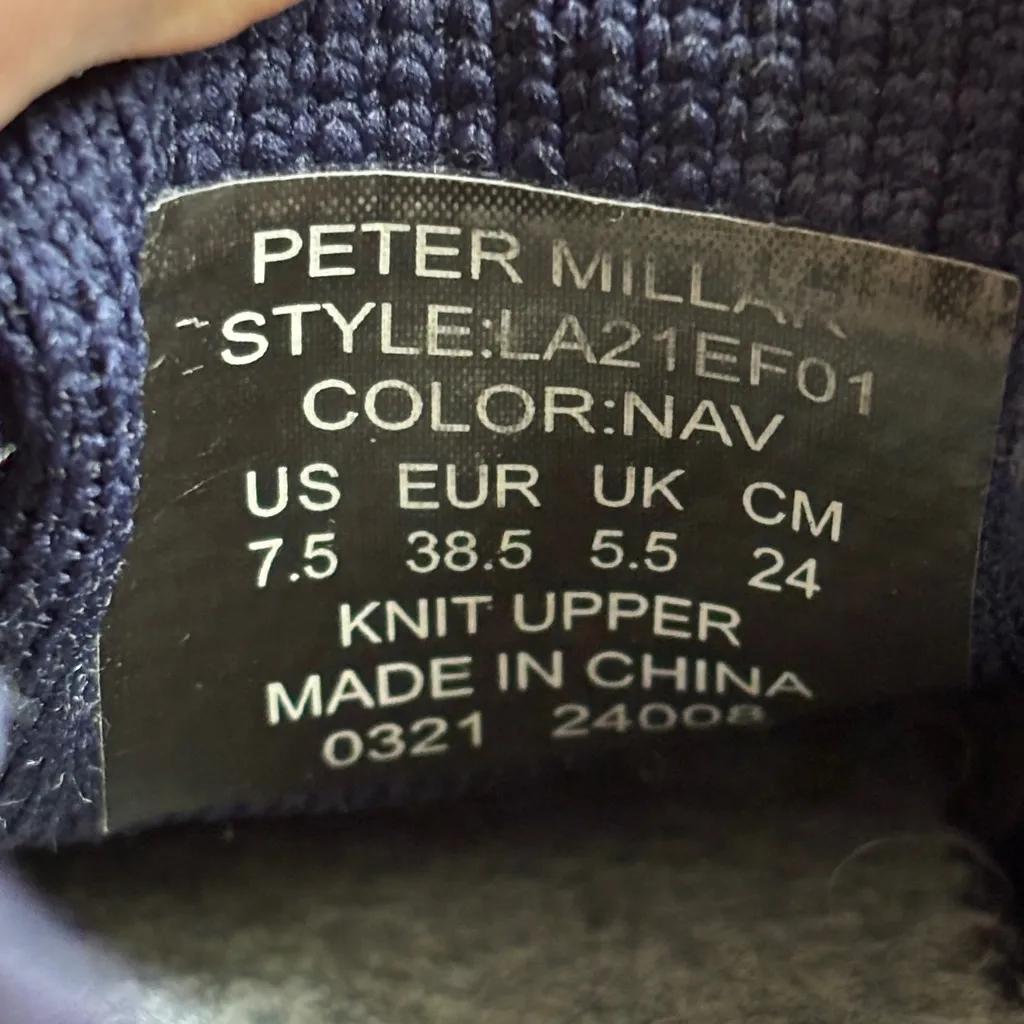 PETER MILLAR
STYLE:LA21EF01
COLOR:NAV
US EUR UK CM
7.5 38.5 5.5 24
KNIT UPPER
MADE IN CHINA
0321 24008